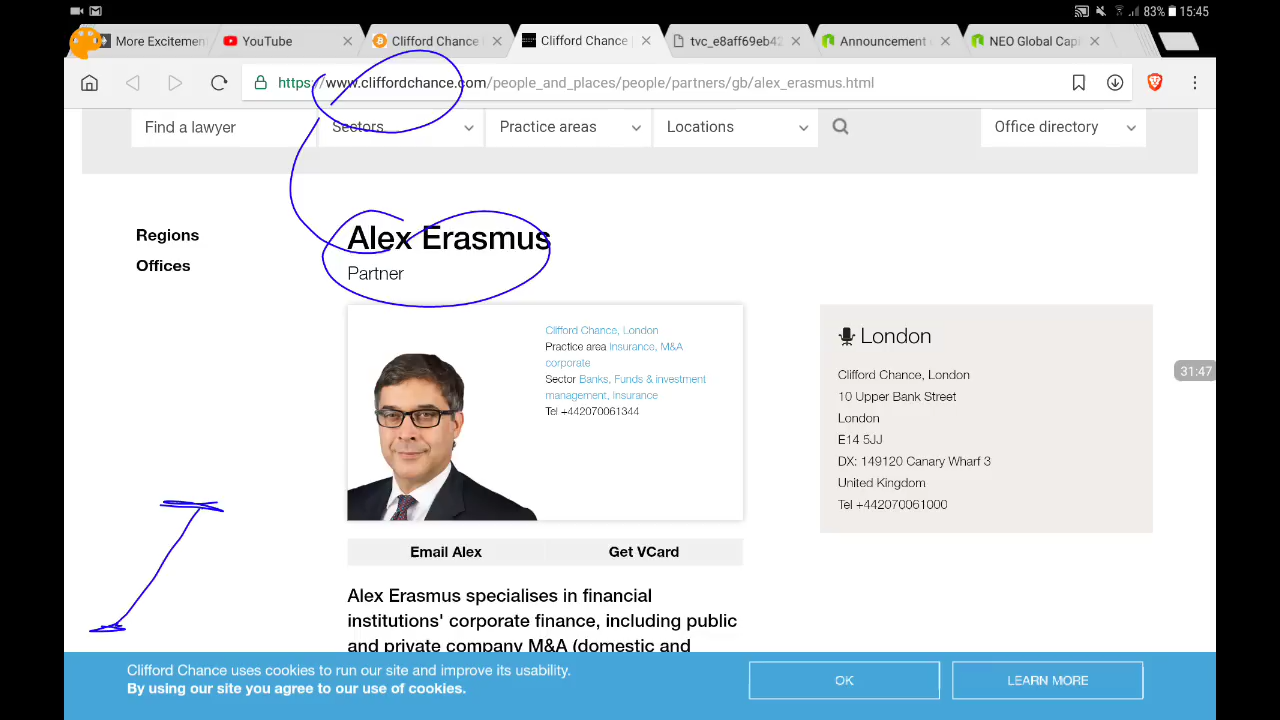 83% 15:45
More Excitemen
YouTube
Clifford Chance
Clifford Chance
tvc_e8aff69eb42
Announcement
NEO Global Cap
https://www.cliffordchance.com/people_and_places/people/partners/gb/alex_erasmus.html
Find a lawyer
Sectors
Practice areas
Locations
Office directory
Regions
Offices
Alex Erasmus
Partner
Clifford Chance, London
Practice area Insurance, M&A
corporate
Sector Banks, Funds & investment
management, Insurance
Tel +442070061344
London
Clifford Chance, London
10 Upper Bank Street
London
E14 5JJ
DX: 149120 Canary Wharf 3
United Kingdom
Tel +442070061000
31:47
Email Alex
Get VCard
Alex Erasmus specialises in financial
institutions' corporate finance, including public
and private company M&A (domestic and
Clifford Chance uses cookies to run our site and improve its usability.
By using our site you agree to our use of cookies.
OK
LEARN MORE